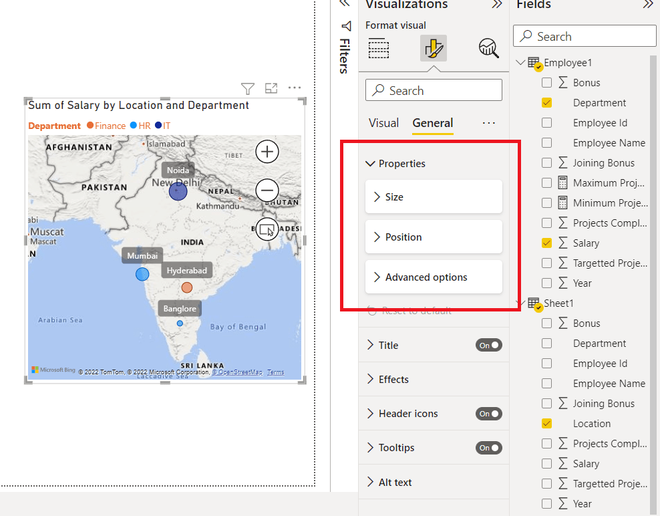 Sum of Salary by Location and Department
Department Finance HR IT
AFGHANISTAN
Islamabad
TIBET
Noida
New Delhi
PAKISTAN
NEPAL
Kathmandu
BHUTAN
Muscat
Muscat
INDIA
Mumbai
Hyderabad
Banglore
Arabian Sea
Bay of Bengal
SRI LANKA
Laccadive Sea
Microsoft Bing
© 2022 TomTom, © 2022 Microsoft Corporation, © OpenStreetMap Terms
Filters
Visualizations
Format visual
Search
Visual
General
Properties
Size
Position
Advanced options
Reset to default
Title On
Effects
Header icons On
Tooltips On
Alt text
Fields
Search
Employee1
Bonus
Department
Employee Id
Employee Name
Joining Bonus
Maximum Proj...
Minimum Proje...
Projects Compl...
Salary
Targetted Proje...
Year
Sheet1
Bonus
Department
Employee Id
Employee Name
Joining Bonus
Location
Projects Compl...
Salary
Targetted Proje...
Year